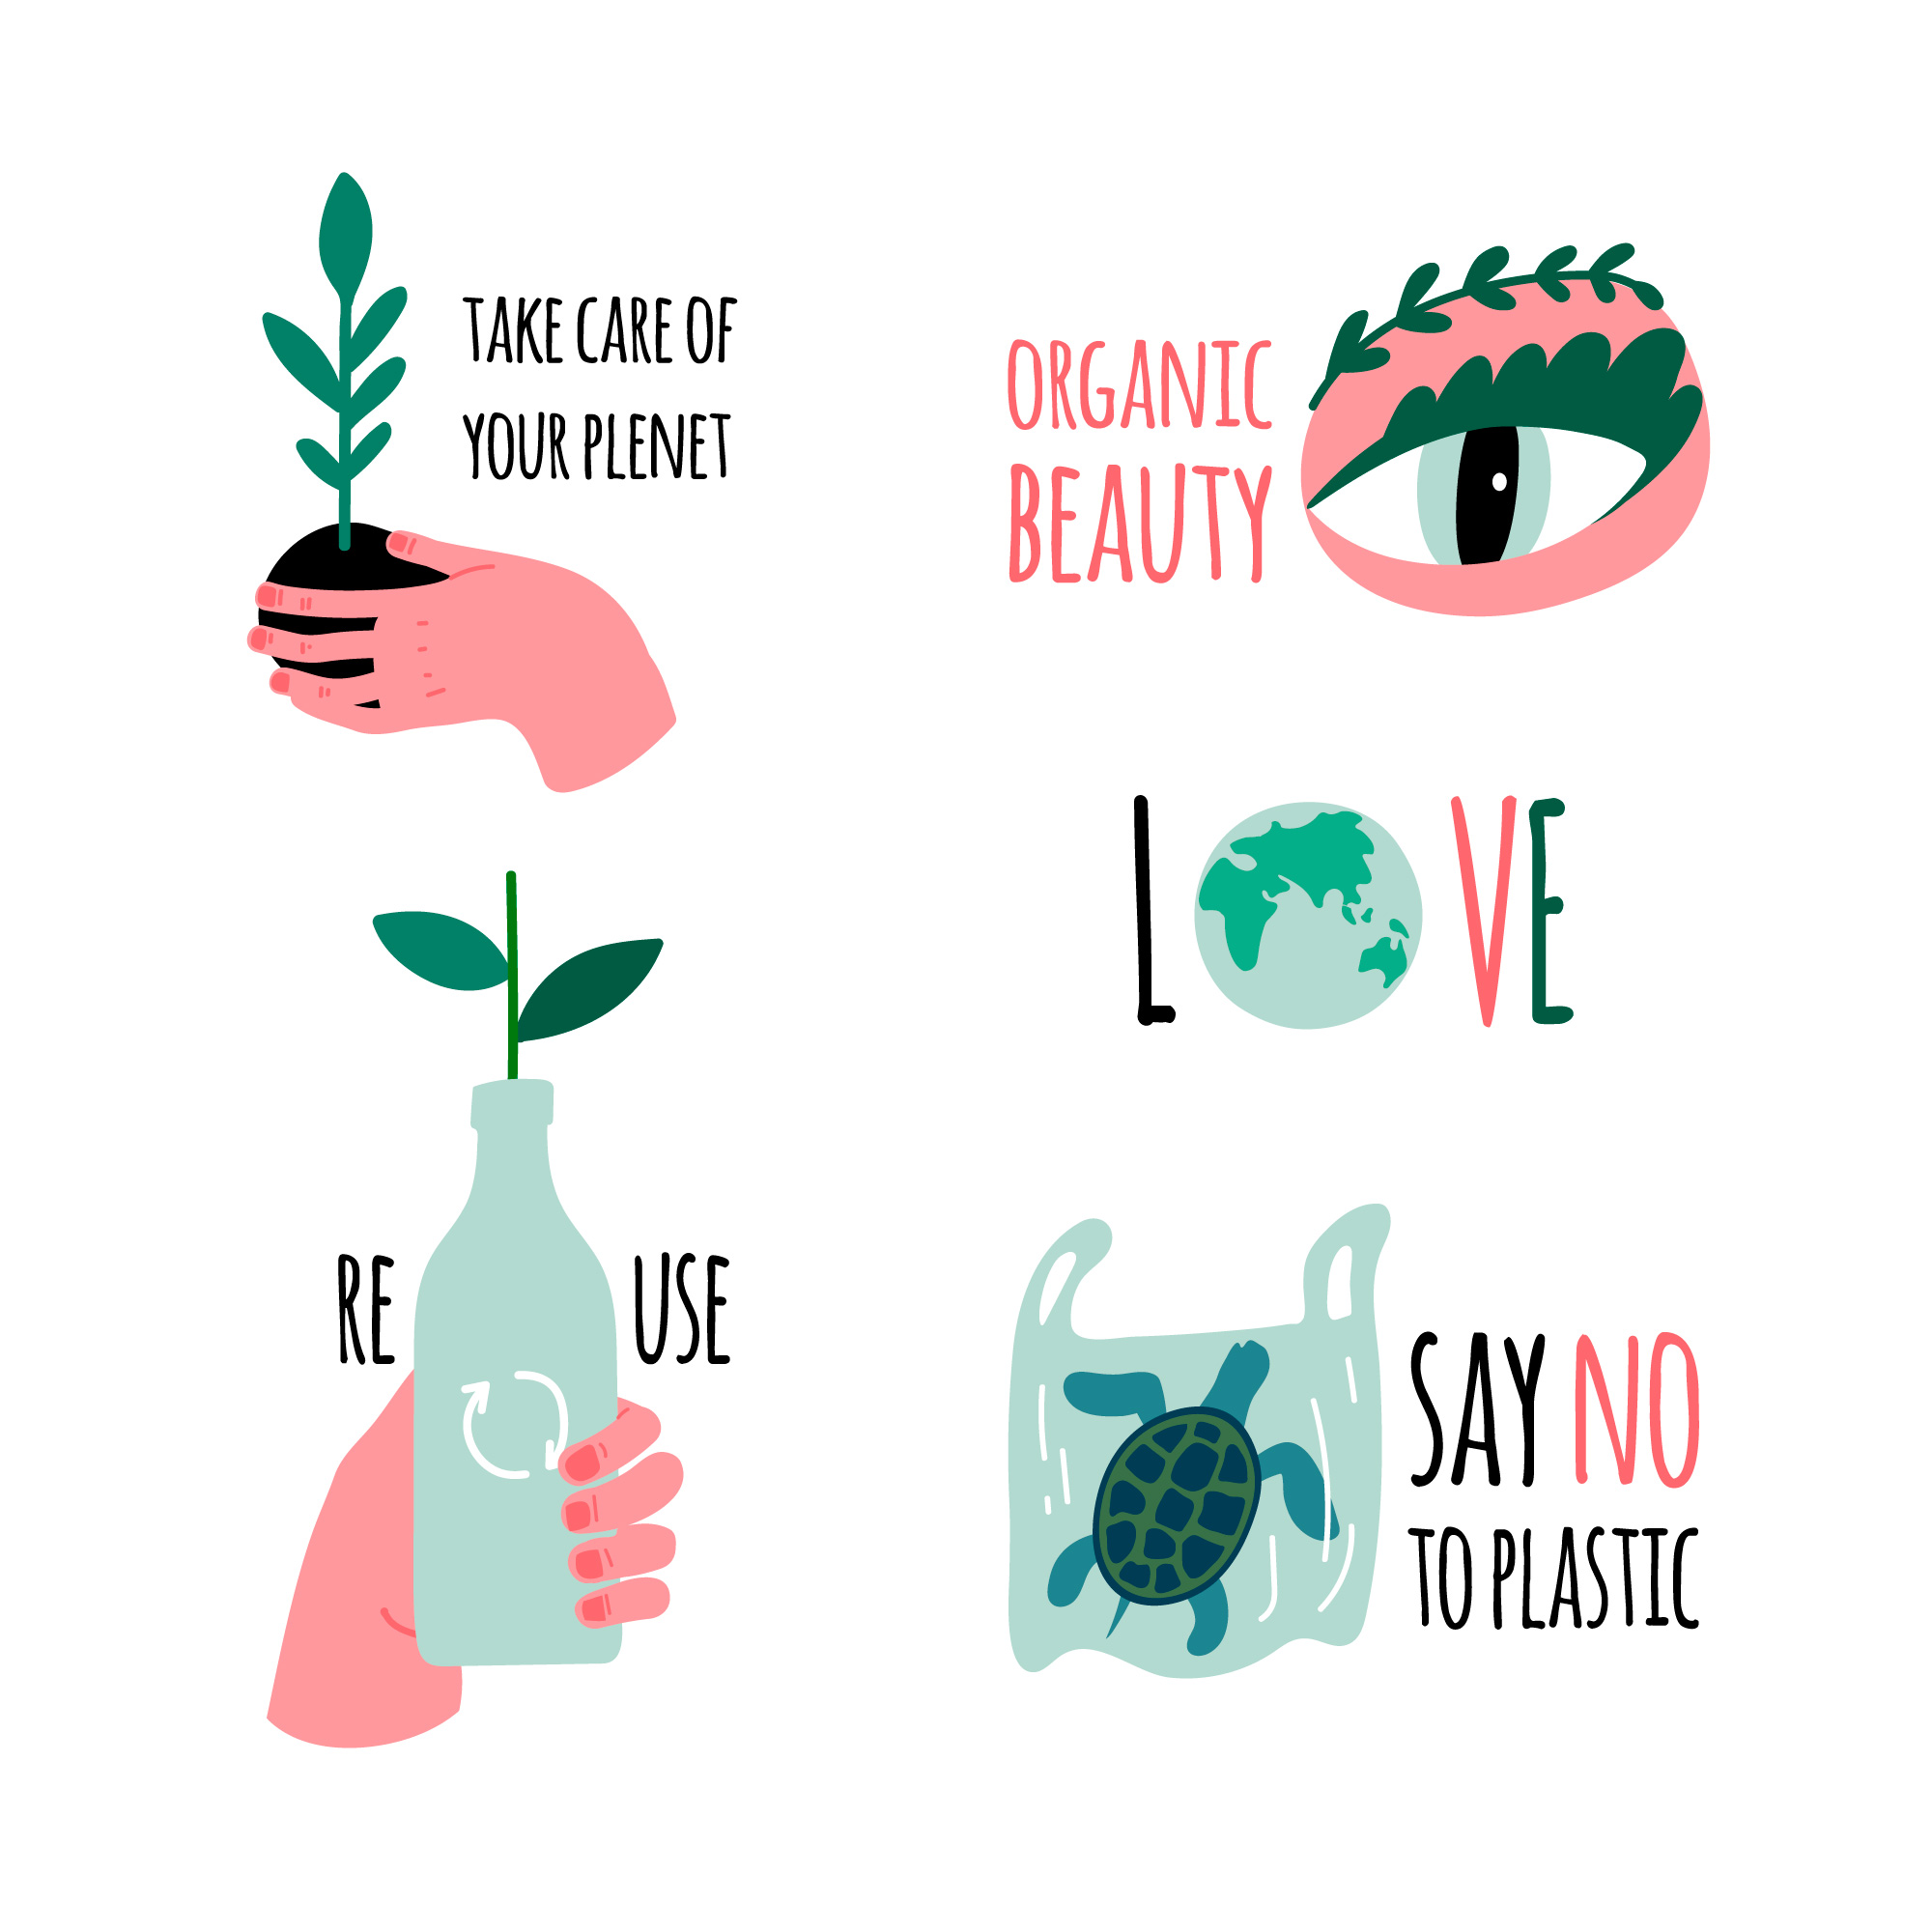 TAKE CARE OF
YOUR PLENET
ORGANIC
BEAUTY
LOVE
RE USE
SAY NO
TO PLASTIC